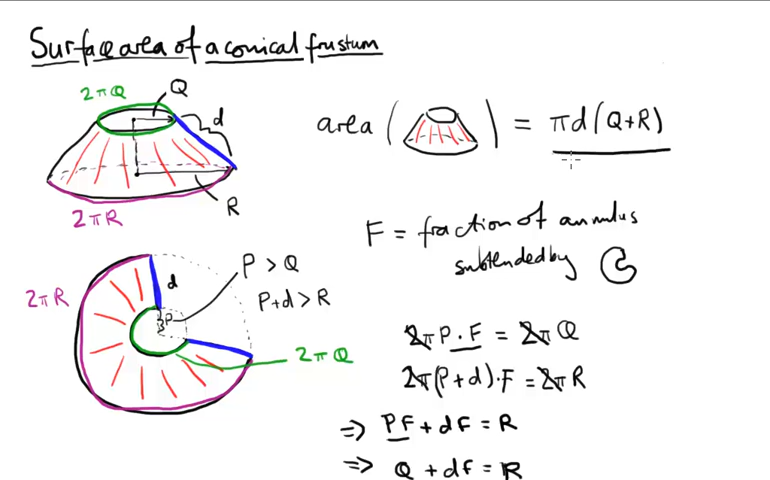 Surface area of a conical frustum
2πQ
Q
d
R
2πR
area ( ) = πd(Q+R)
F = fraction of annulus
subtended by
2πR
d
P
P > Q
P+d > R
2πQ
2πP·F = 2πQ
2π(P+d)·F = 2πR
⇒ PF + dF = R
⇒ Q + dF = R